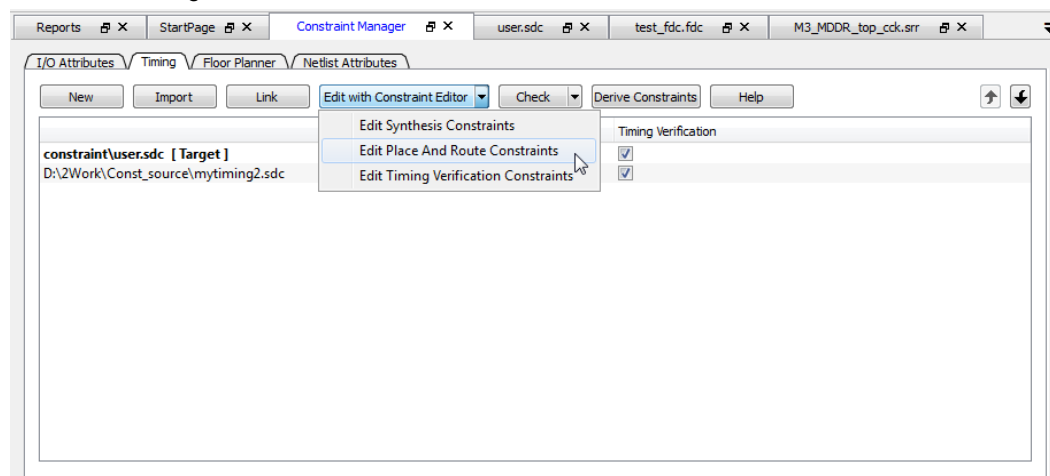 Reports StartPage Constraint Manager user.sdc test_fdc.fdc M3_MDDR_top_cck.srr
I/O Attributes Timing Floor Planner Netlist Attributes
New Import Link Edit with Constraint Editor Check Derive Constraints Help
Edit Synthesis Constraints
Timing Verification
Edit Place And Route Constraints
constraint\user.sdc [ Target ]
D:\2Work\Const_source\mytiming2.sdc
Edit Timing Verification Constraints